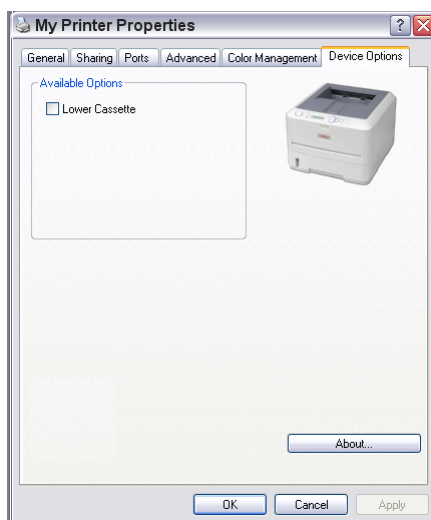 My Printer Properties
General Sharing Ports Advanced Color Management Device Options
Available Options
Lower Cassette
About...
OK Cancel Apply